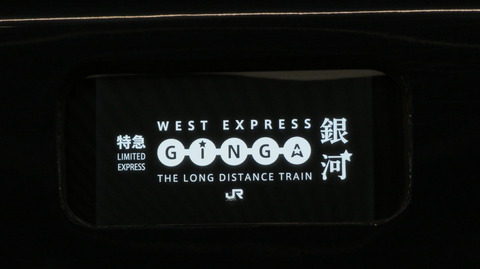 特急
LIMITED
EXPRESS
WEST EXPRESS
GiNGA
THE LONG DISTANCE TRAIN
JR
銀河